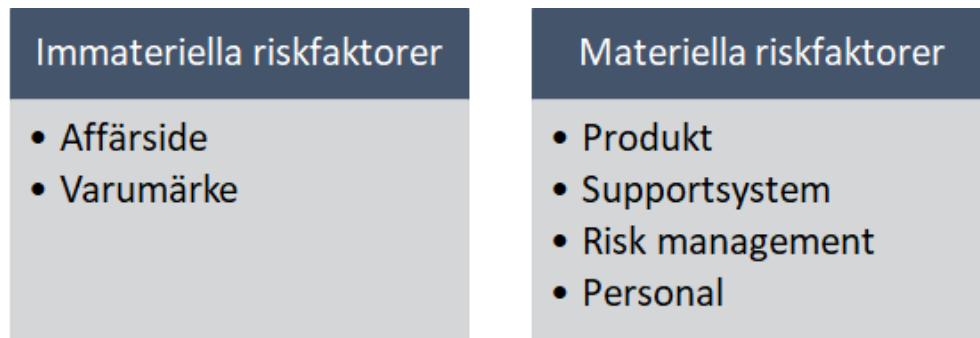 Immateriella riskfaktorer
• Affärside
• Varumärke
Materiella riskfaktorer
• Produkt
• Supportsystem
• Risk management
• Personal